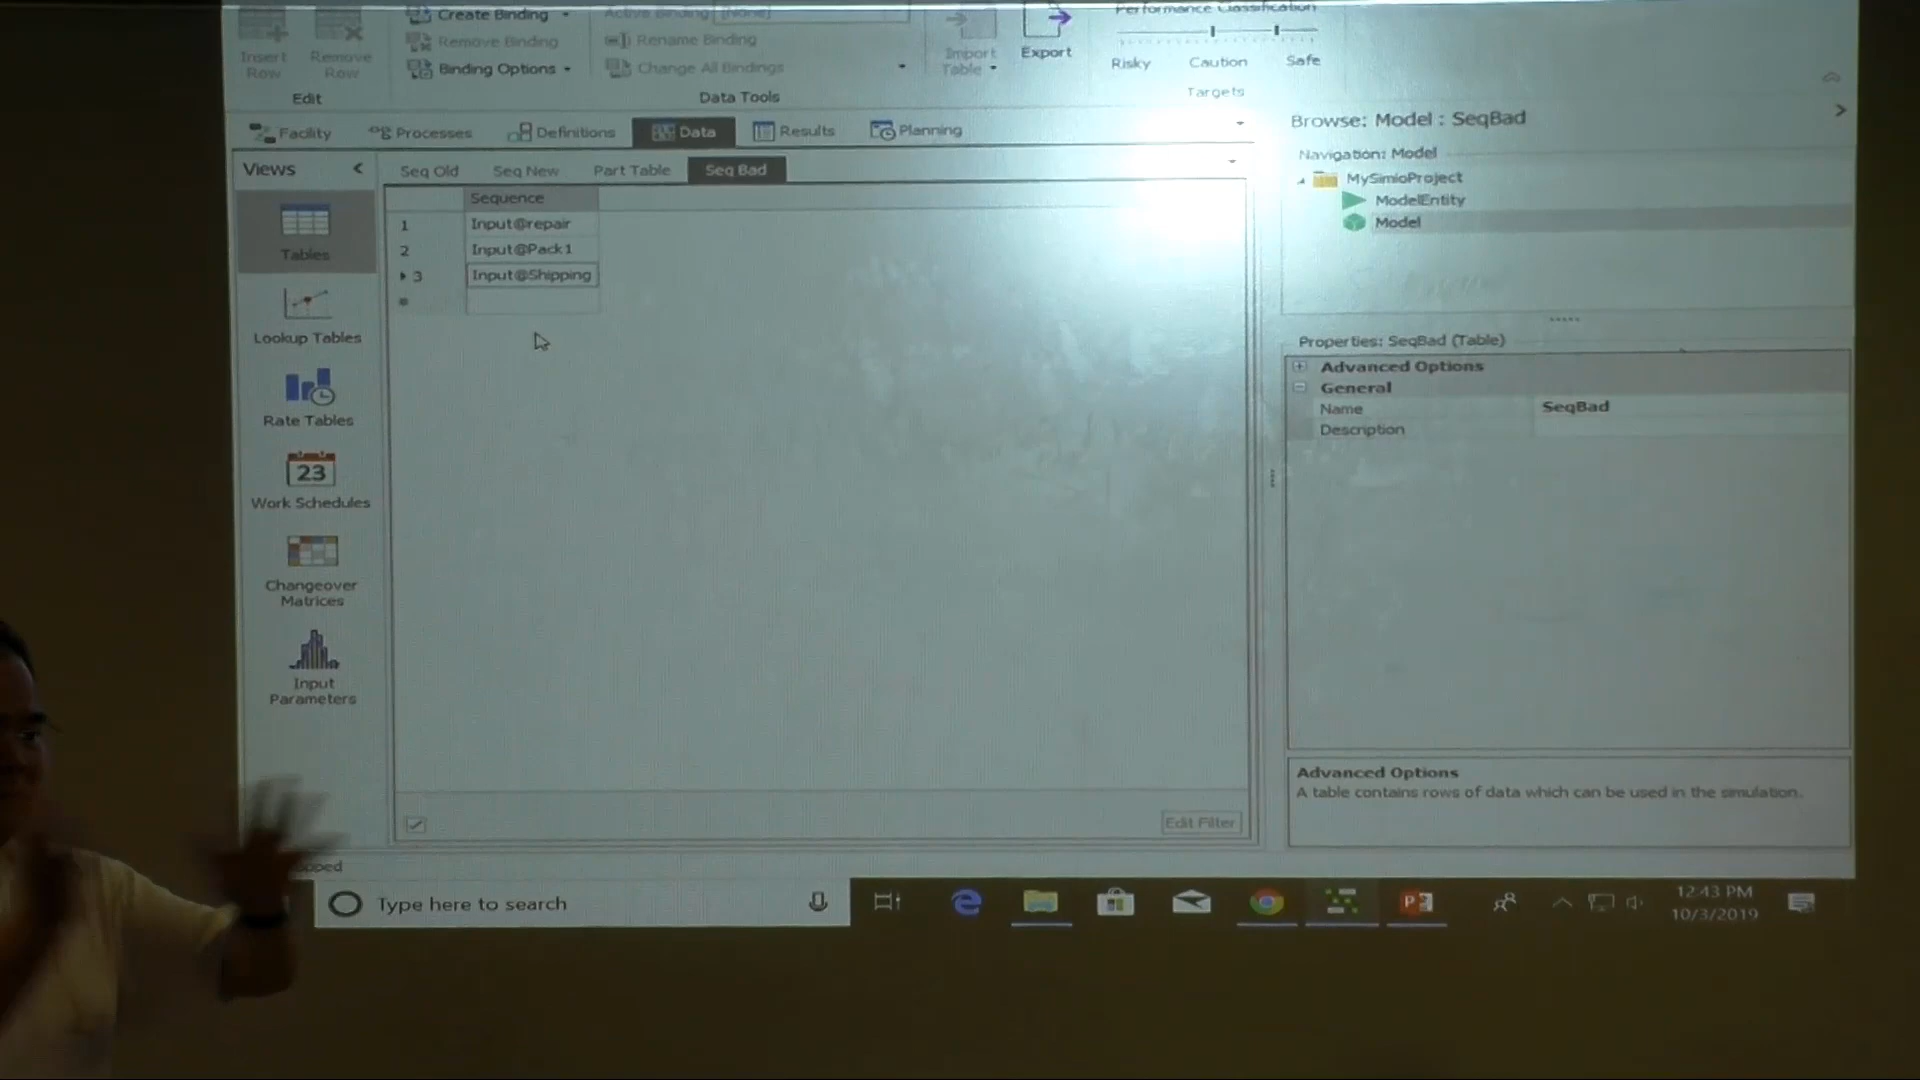 Insert Row
Remove Row
Create Binding
Remove Binding
Binding Options
Edit
Active Binding [None]
Rename Binding
Change All Bindings
Data Tools
Import Table
Export
Performance Classification
Risky Caution Safe
Targets
Facility Processes Definitions Data Results Planning
Views
Tables
Lookup Tables
Rate Tables
23
Work Schedules
Changeover Matrices
Input Parameters
Seq Old Seq New Part Table Seq Bad
Sequence
1 Input@repair
2 Input@Pack1
3 Input@Shipping
Edit Filter
Browse: Model : SeqBad
Navigation: Model
MySimioProject
ModelEntity
Model
Properties: SeqBad (Table)
Advanced Options
General
Name SeqBad
Description
Advanced Options
A table contains rows of data which can be used in the simulation.
Type here to search
12:43 PM
10/3/2019